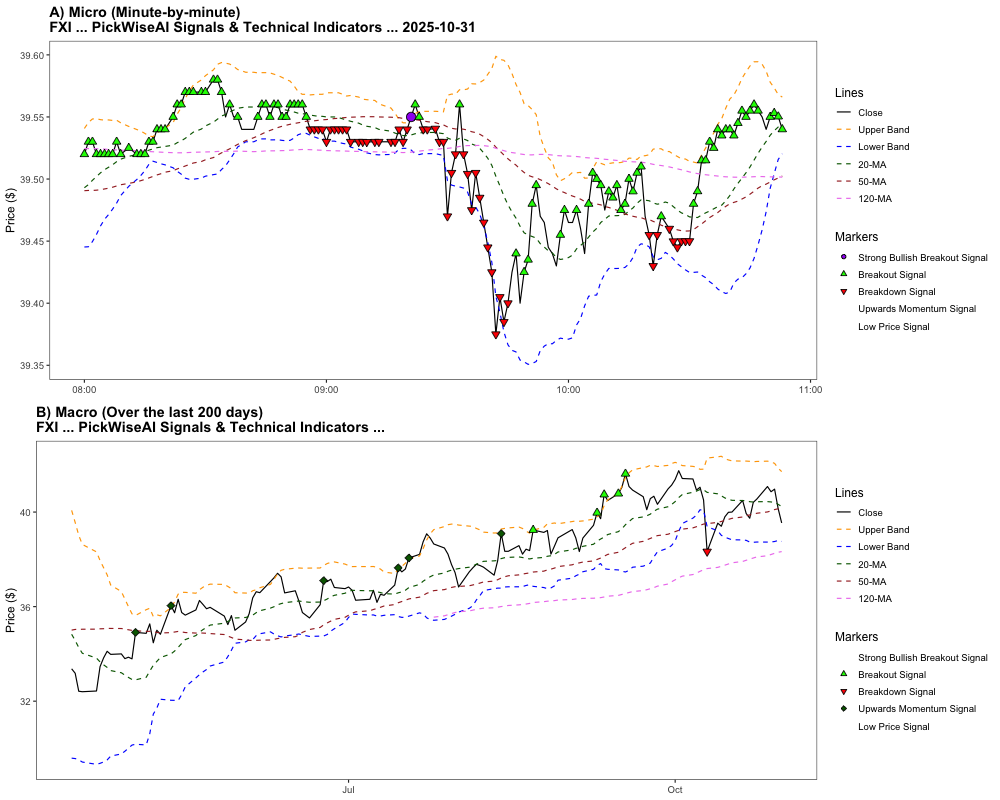 A) Micro (Minute-by-minute)
FXI ... PickWiseAI Signals & Technical Indicators ... 2025-10-31
Price ($)
39.60
39.55
39.50
39.45
39.40
39.35
08:00
09:00
10:00
11:00
Lines
Close
Upper Band
Lower Band
20-MA
50-MA
120-MA
Markers
Strong Bullish Breakout Signal
Breakout Signal
Breakdown Signal
Upwards Momentum Signal
Low Price Signal
B) Macro (Over the last 200 days)
FXI ... PickWiseAI Signals & Technical Indicators ...
Price ($)
40
36
32
Jul
Oct
Lines
Close
Upper Band
Lower Band
20-MA
50-MA
120-MA
Markers
Strong Bullish Breakout Signal
Breakout Signal
Breakdown Signal
Upwards Momentum Signal
Low Price Signal